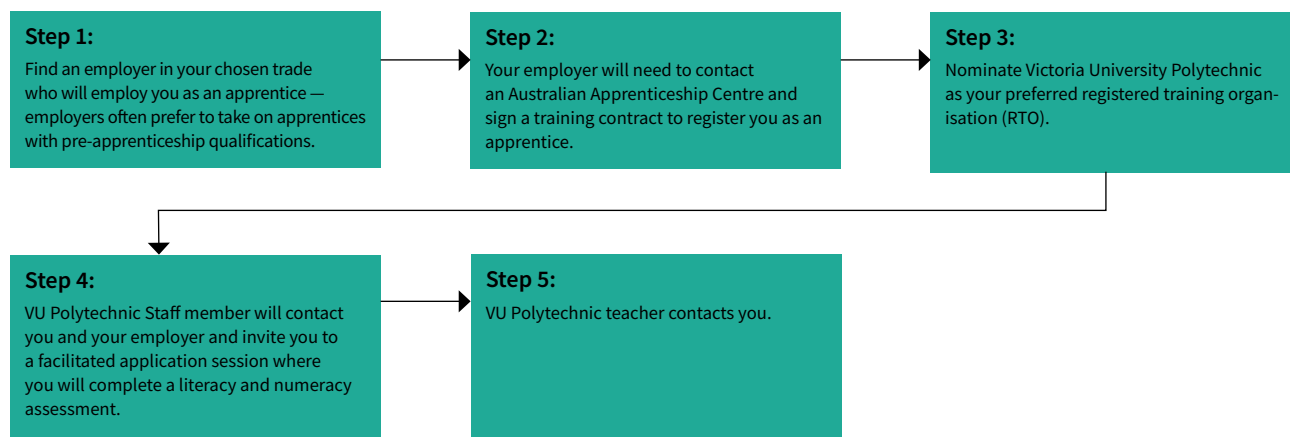 Step 1:
Find an employer in your chosen trade
who will employ you as an apprentice —
employers often prefer to take on apprentices
with pre-apprenticeship qualifications.
Step 2:
Your employer will need to contact
an Australian Apprenticeship Centre and
sign a training contract to register you as an
apprentice.
Step 3:
Nominate Victoria University Polytechnic
as your preferred registered training organ-
isation (RTO).
Step 4:
VU Polytechnic Staff member will contact
you and your employer and invite you to
a facilitated application session where
you will complete a literacy and numeracy
assessment.
Step 5:
VU Polytechnic teacher contacts you.